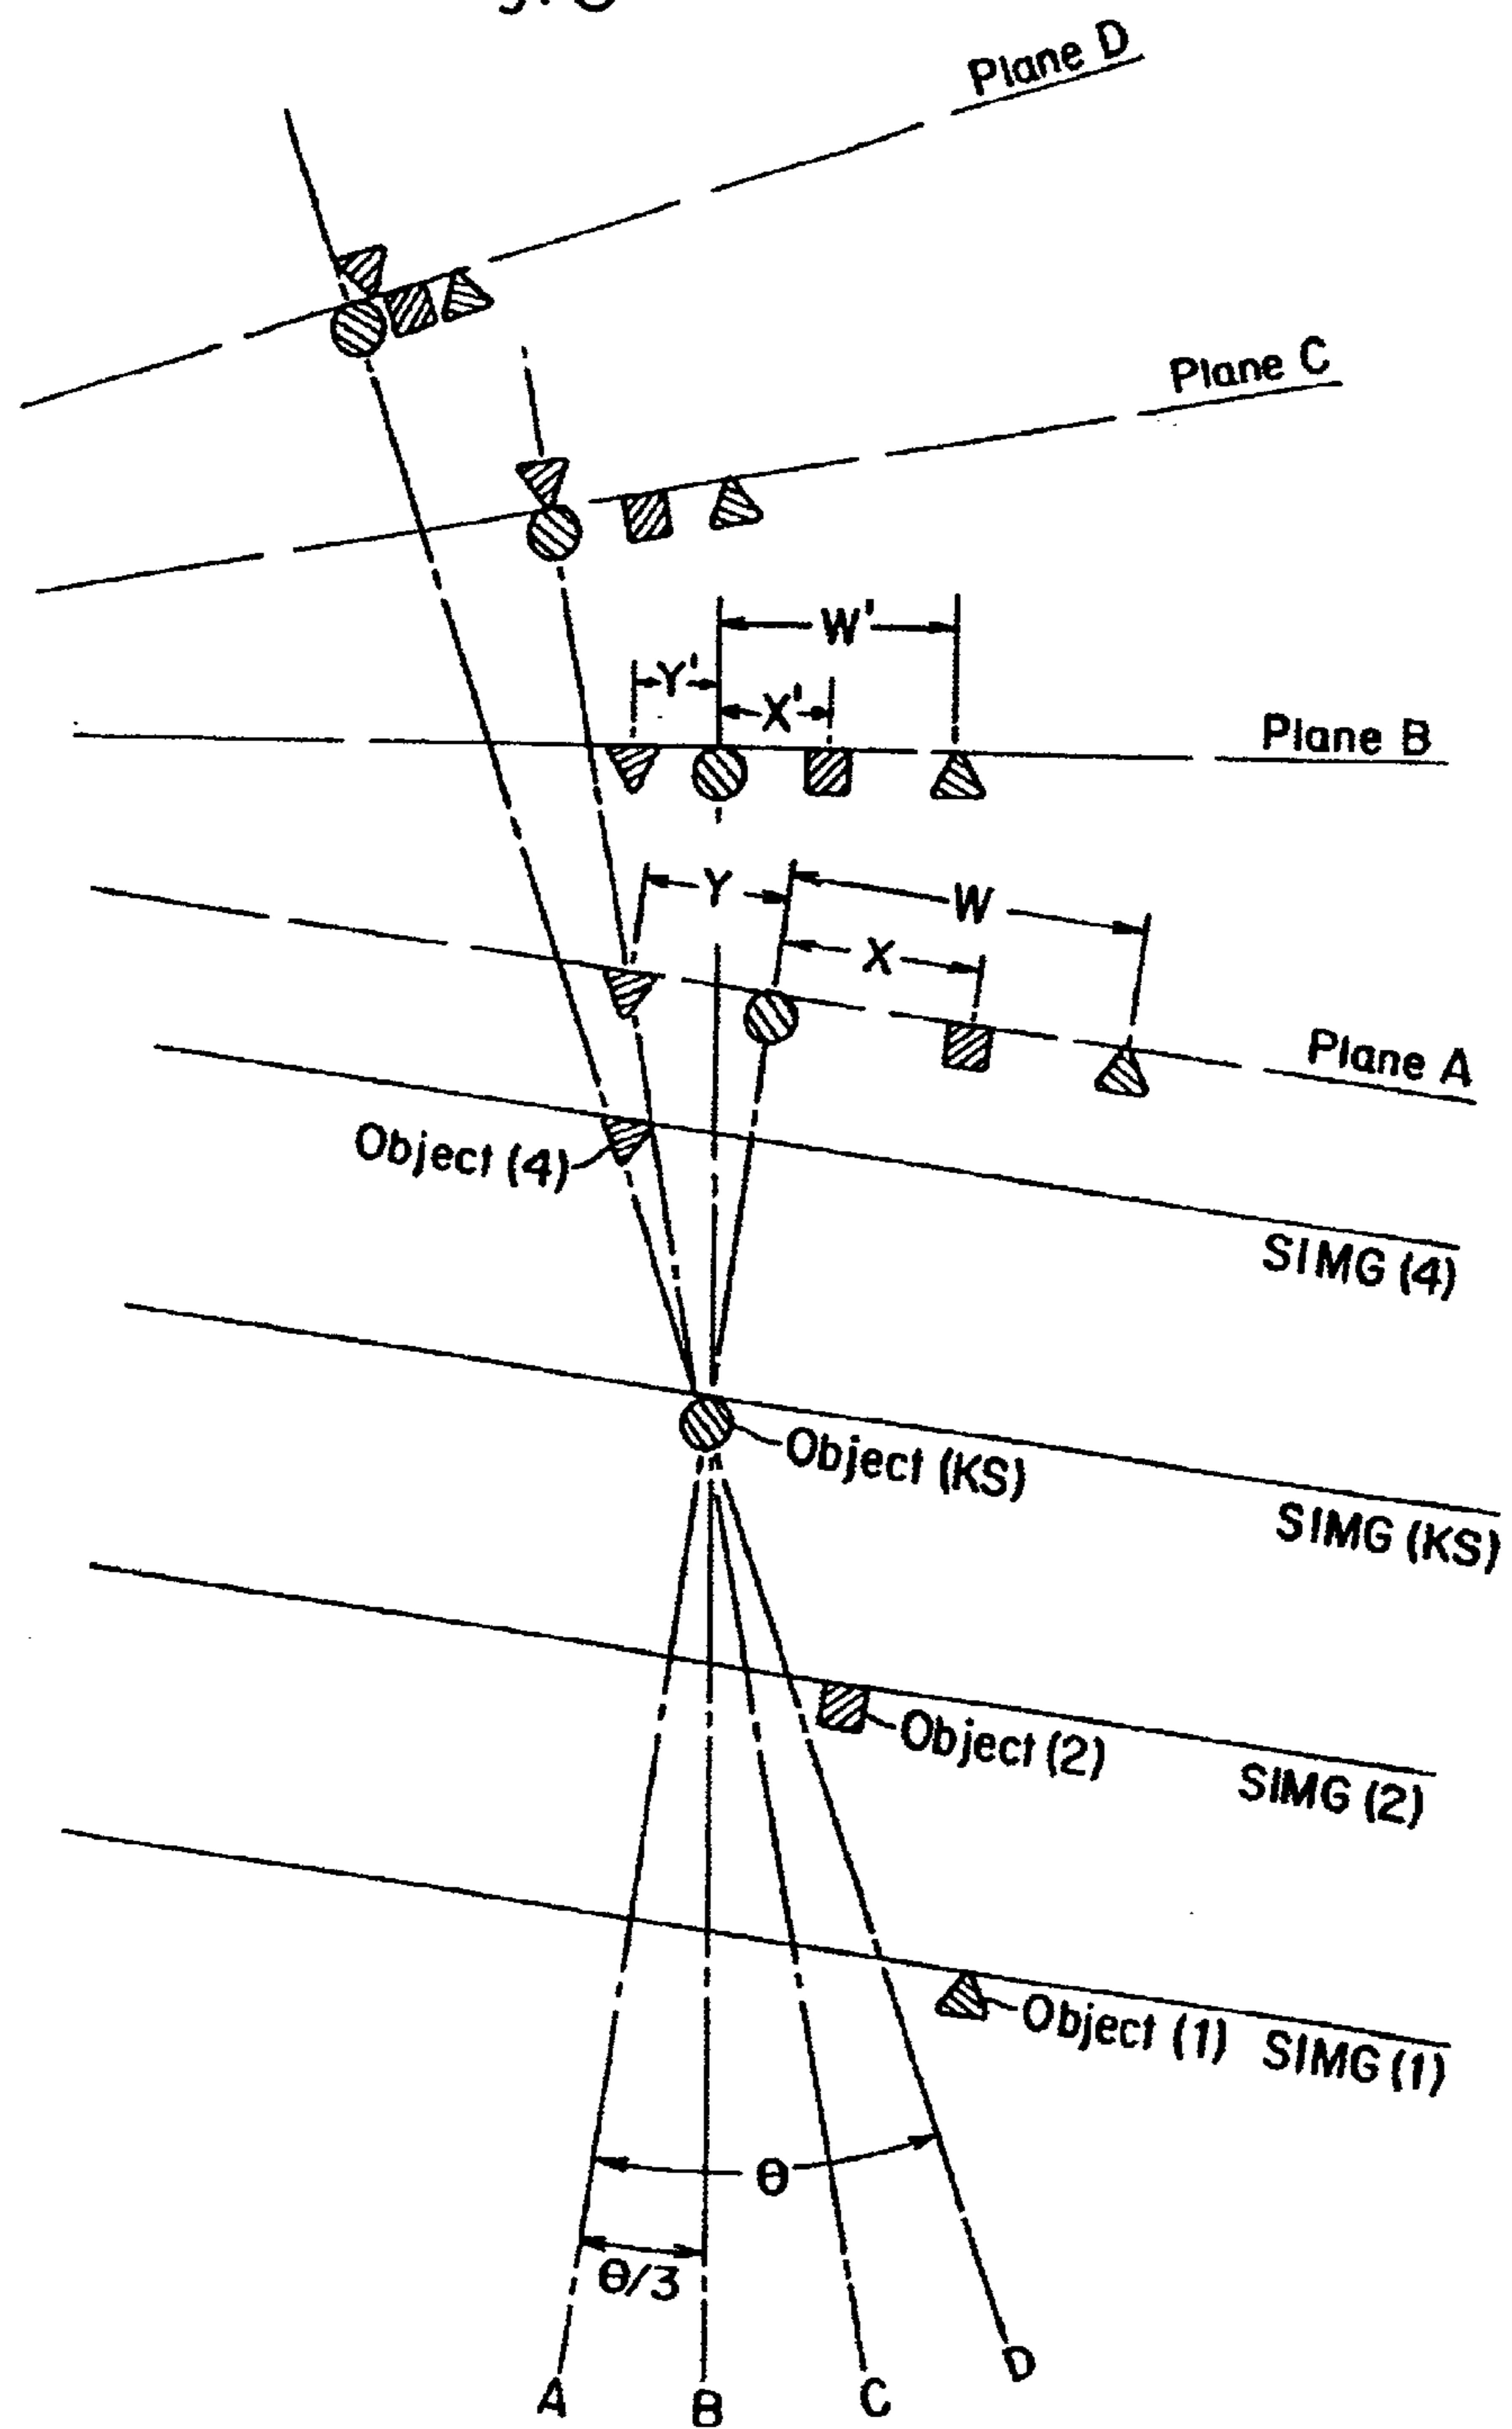 Plane D
Plane C
W'
Y'
X'
Plane B
Y
W
X
Plane A
Object (4)
SIMG (4)
Object (KS)
SIMG (KS)
Object (2)
SIMG (2)
Object (1)
SIMG (1)
θ
θ/3
A
B
C
D